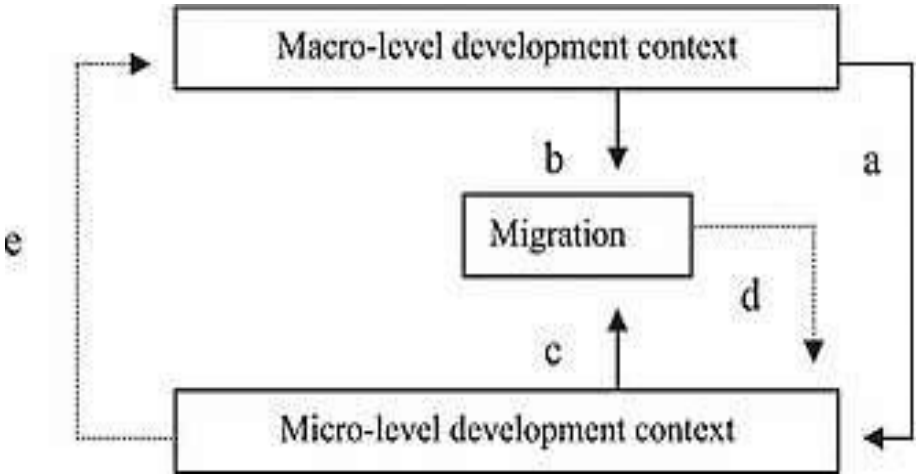 Macro-level development context
b
a
Migration
e
d
c
Micro-level development context